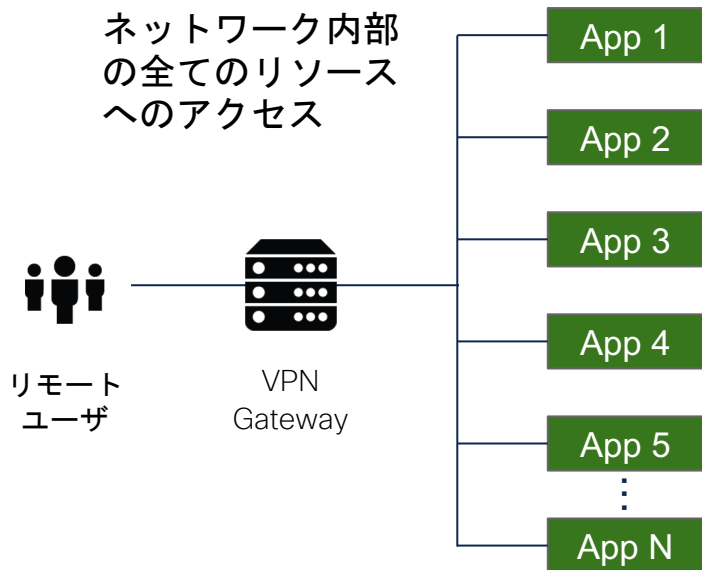 ネットワーク内部
の全てのリソース
へのアクセス
App 1
App 2
App 3
App 4
App 5
App N
リモート
ユーザ
VPN
Gateway